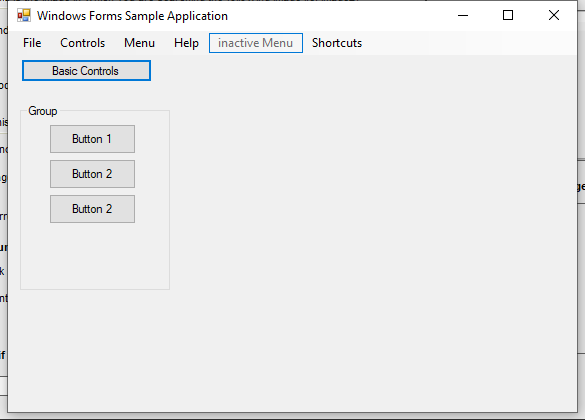 Windows Forms Sample Application
File Controls Menu Help inactive Menu Shortcuts
Basic Controls
Group
Button 1
Button 2
Button 2